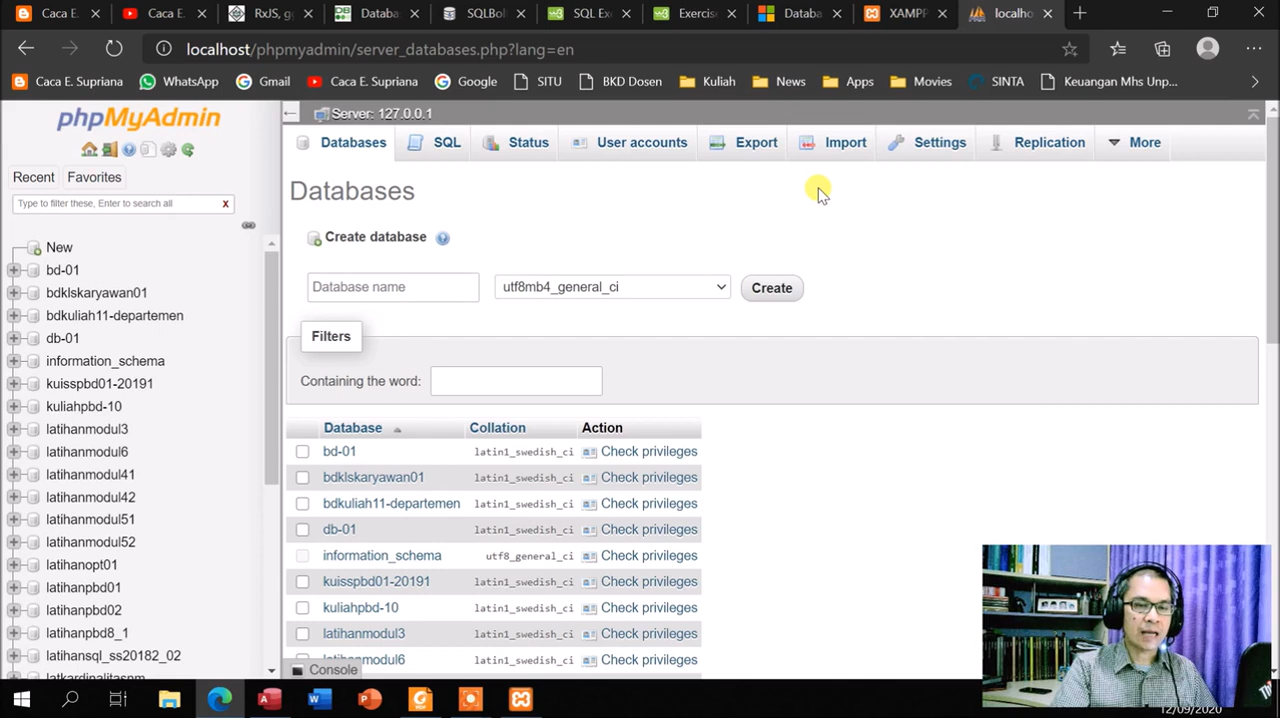 Caca E.
Caca E.
RxJS, g
Databas
SQLBol
SQL Ex
Exercis
Databa
XAMPP
localho
localhost/phpmyadmin/server_databases.php?lang=en
Caca E. Supriana WhatsApp Gmail Caca E. Supriana Google SITU BKD Dosen Kuliah News Apps Movies SINTA Keuangan Mhs Unp...
phpMyAdmin
Recent Favorites
Type to filter these, Enter to search all X
New
bd-01
bdklskaryawan01
bdkuliah11-departemen
db-01
information_schema
kuisspbd01-20191
kuliahpbd-10
latihanmodul3
latihanmodul6
latihanmodul41
latihanmodul42
latihanmodul51
latihanmodul52
latihanopt01
latihanpbd01
latihanpbd02
latihanpbd8_1
latihansql_ss20182_02
latkardinalitasnm
Server: 127.0.0.1
Databases SQL Status User accounts Export Import Settings Replication More
Databases
Create database
Database name utf8mb4_general_ci Create
Filters
Containing the word:
Database Collation Action
bd-01 latin1_swedish_ci Check privileges
bdklskaryawan01 latin1_swedish_ci Check privileges
bdkuliah11-departemen latin1_swedish_ci Check privileges
db-01 latin1_swedish_ci Check privileges
information_schema utf8_general_ci Check privileges
kuisspbd01-20191 latin1_swedish_ci Check privileges
kuliahpbd-10 latin1_swedish_ci Check privileges
latihanmodul3 latin1_swedish_ci Check privileges
latihanmodul6 latin1_swedish_ci Check privileges
Console
12/09/2020